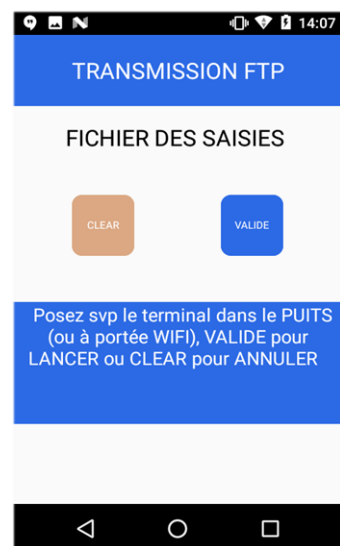 14:07
TRANSMISSION FTP
FICHIER DES SAISIES
CLEAR
VALIDE
Posez svp le terminal dans le PUITS
(ou à portée WIFI), VALIDE pour
LANCER ou CLEAR pour ANNULER